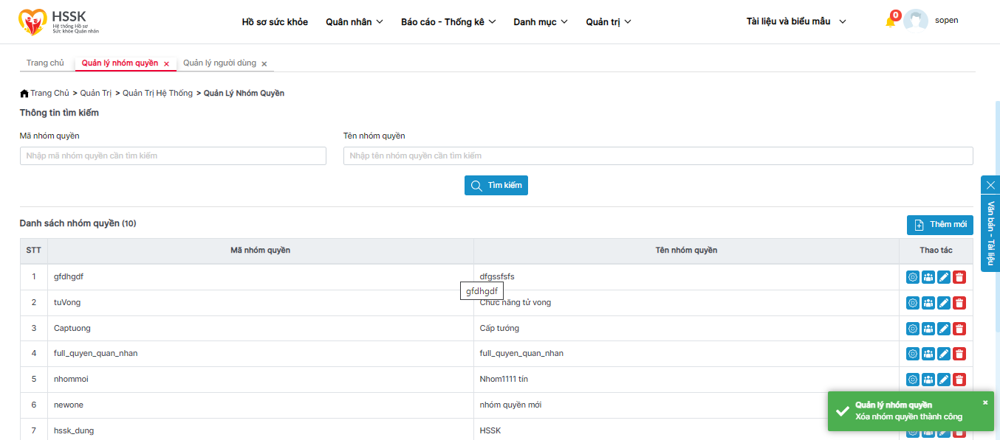 HSSK
Hệ thống Hồ sơ
Sức khỏe Quân nhân
Hồ sơ sức khỏe Quân nhân Báo cáo - Thống kê Danh mục Quản trị Tài liệu và biểu mẫu 0 sopen
Trang chủ Quản lý nhóm quyền × Quản lý người dùng ×
Trang Chủ > Quản Trị > Quản Trị Hệ Thống > Quản Lý Nhóm Quyền
Thông tin tìm kiếm
Mã nhóm quyền Tên nhóm quyền
Nhập mã nhóm quyền cần tìm kiếm Nhập tên nhóm quyền cần tìm kiếm
Tìm kiếm
Văn bản - Tài liệu
Danh sách nhóm quyền (10) Thêm mới
STT Mã nhóm quyền Tên nhóm quyền Thao tác
1 gfdhgdf dfgssfsfs
gfdhgdf
2 tuVong Chức năng tử vong
3 Captuong Cấp tướng
4 full_quyen_quan_nhan full_quyen_quan_nhan
5 nhommoi Nhom1111 tín
6 newone nhóm quyền mới
7 hssk_dung HSSK
Quản lý nhóm quyền ×
Xóa nhóm quyền thành công